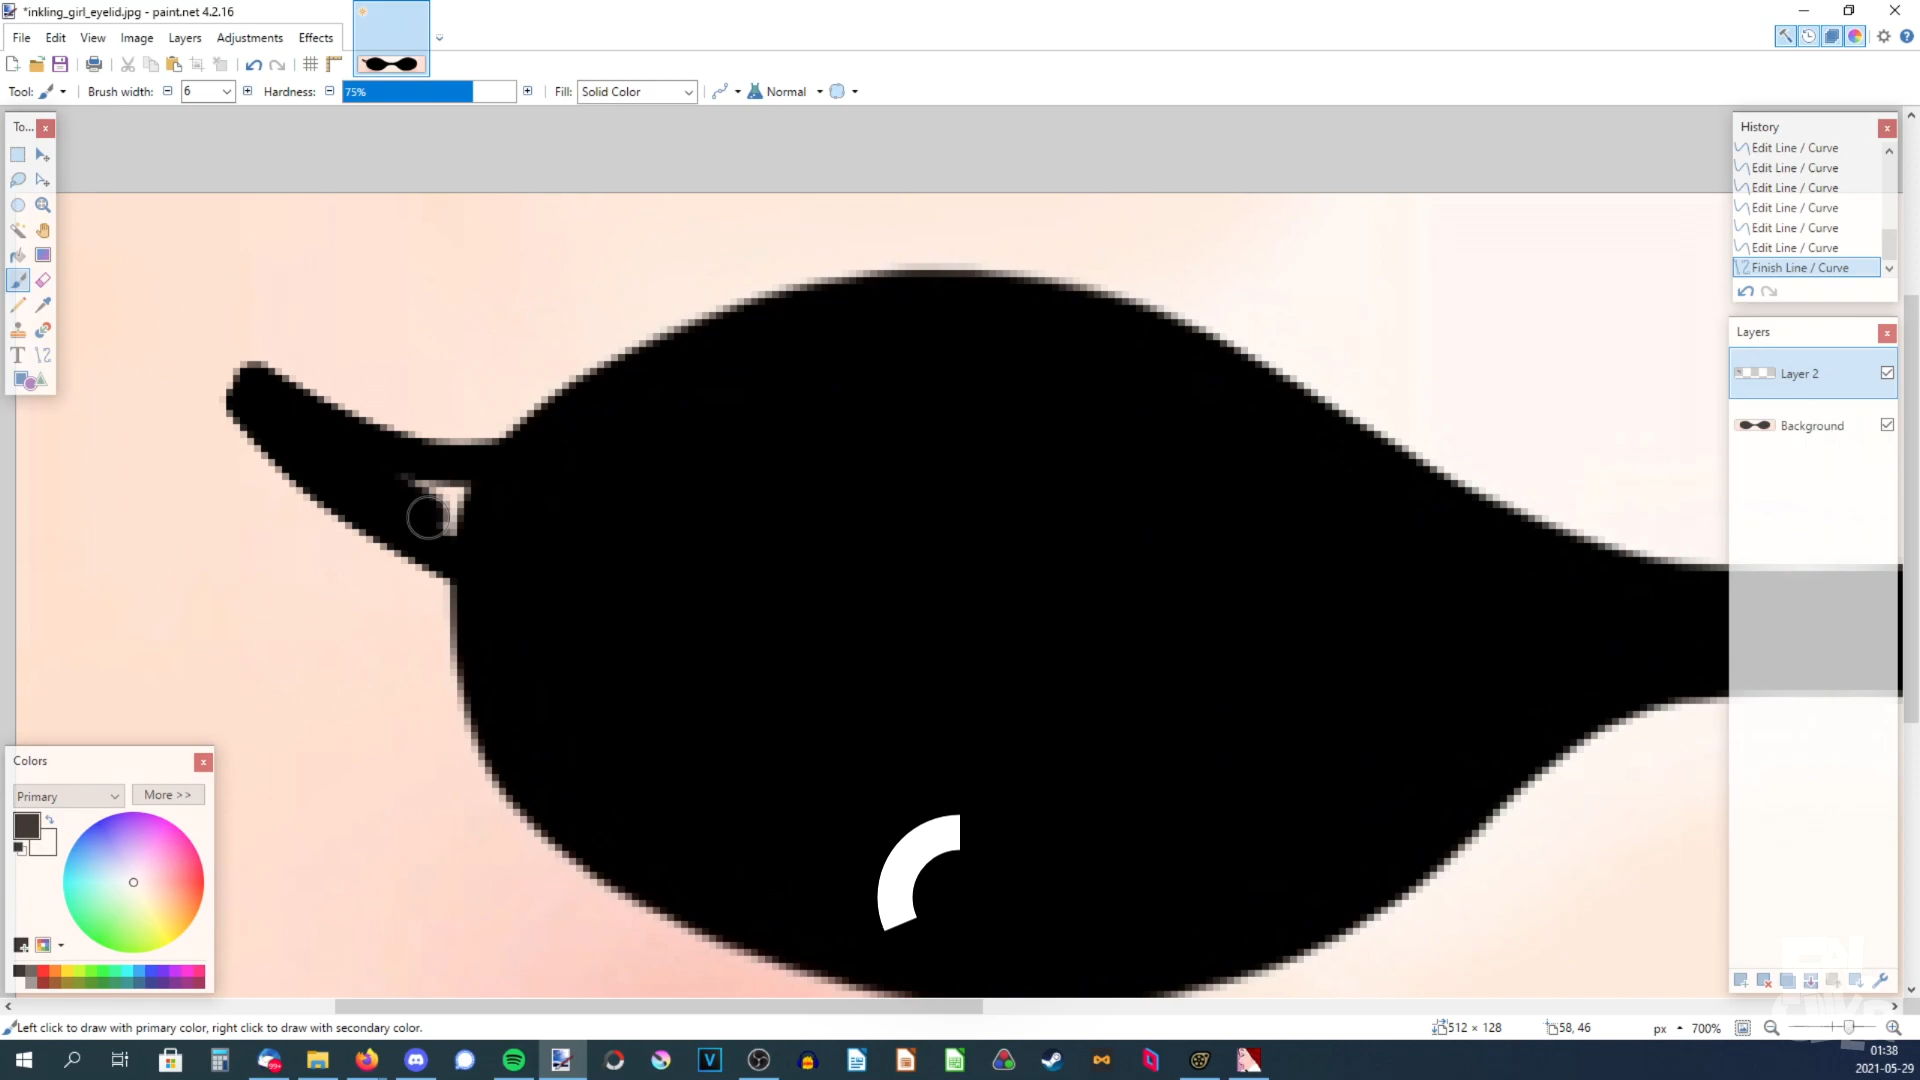 *inkling_girl_eyelid.jpg - paint.net 4.2.16
File Edit View Image Layers Adjustments Effects
Tool: Brush width: 6 Hardness: 75% Fill: Solid Color Normal
To...
T
History
Edit Line / Curve
Edit Line / Curve
Edit Line / Curve
Edit Line / Curve
Edit Line / Curve
Edit Line / Curve
Finish Line / Curve
Layers
Layer 2
Background
Colors
Primary More >>
Left click to draw with primary color, right click to draw with secondary color.
512 × 128 58, 46 px 700%
99+
V
01:38
2021-05-29